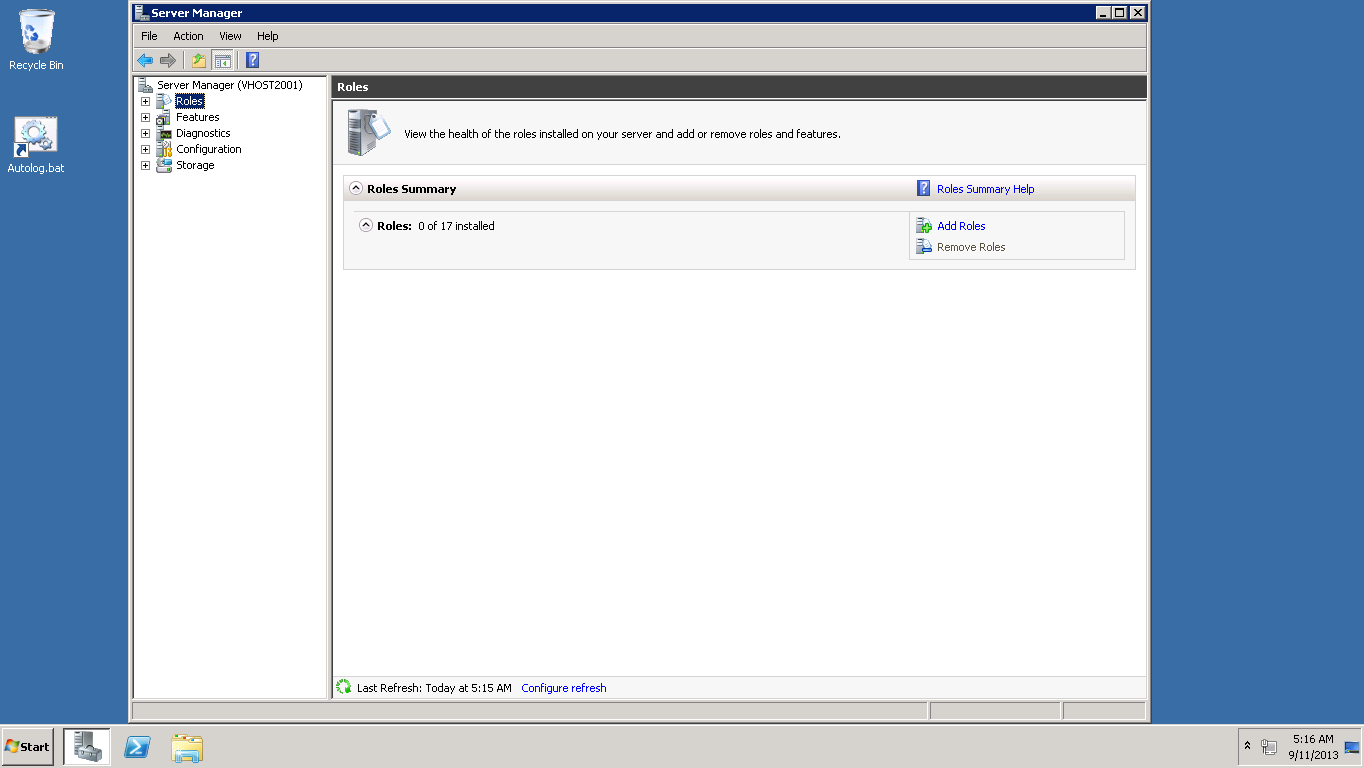 Recycle Bin
Autolog.bat
Server Manager
File Action View Help
Server Manager (VHOST2001)
Roles
Features
Diagnostics
Configuration
Storage
Roles
View the health of the roles installed on your server and add or remove roles and features.
Roles Summary
Roles Summary Help
Roles: 0 of 17 installed
Add Roles
Remove Roles
Last Refresh: Today at 5:15 AM Configure refresh
Start
5:16 AM
9/11/2013